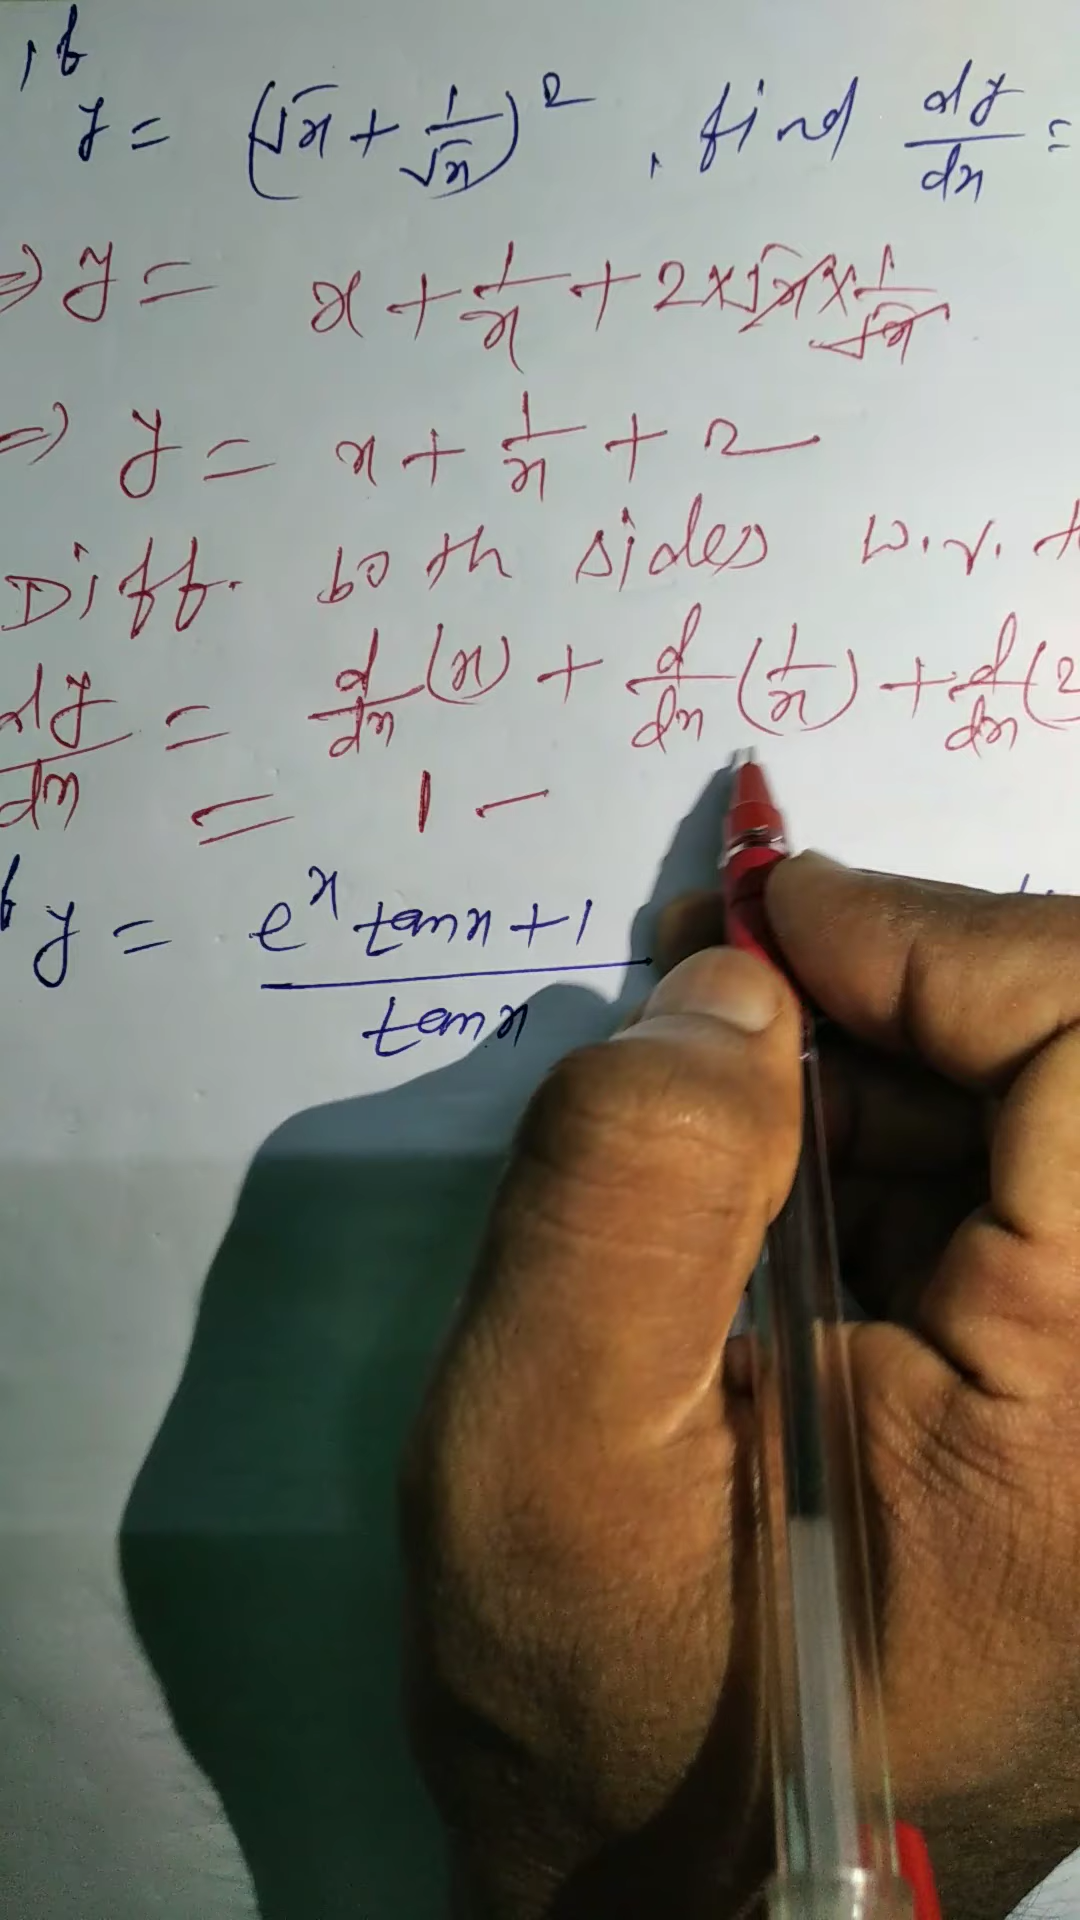 if
y = (√x + 1/√x)², find dy/dx =
⇒ y = x + 1/x + 2×√x×1/√x
⇒ y = x + 1/x + 2
Diff. both sides w.r.t
dy/dx = d/dx (x) + d/dx (1/x) + d/dx (2
= 1 -
y = (e^x tanx + 1)/tanx